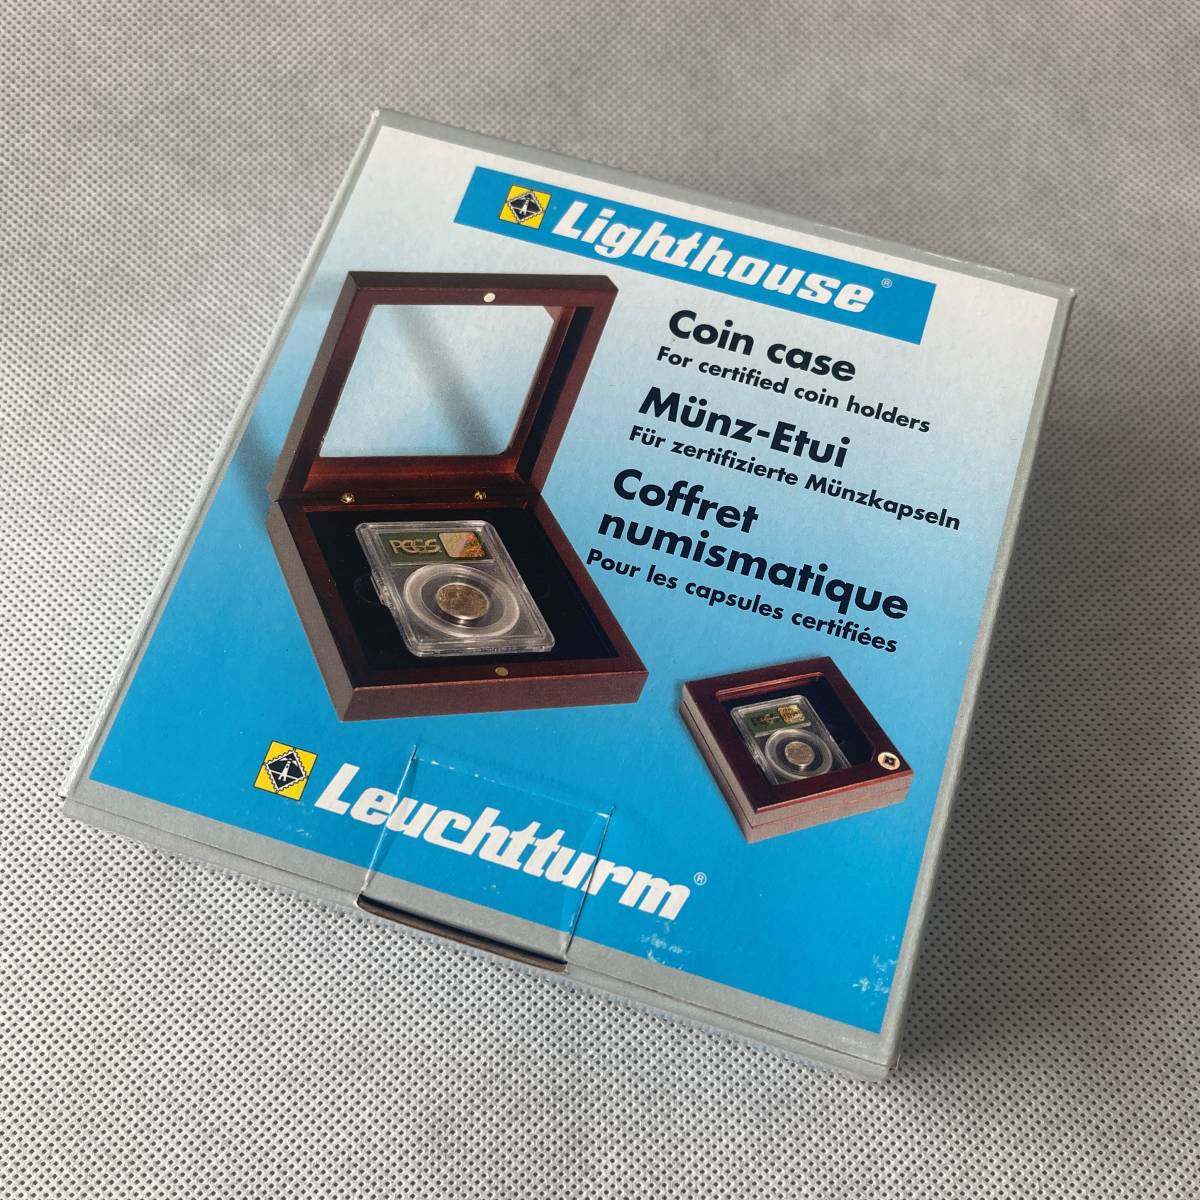 Lighthouse®
Coin case
For certified coin holders
Münz-Etui
Für zertifizierte Münzkapseln
Coffret
numismatique
Pour les capsules certifiées
PCGS
Leuchtturm®